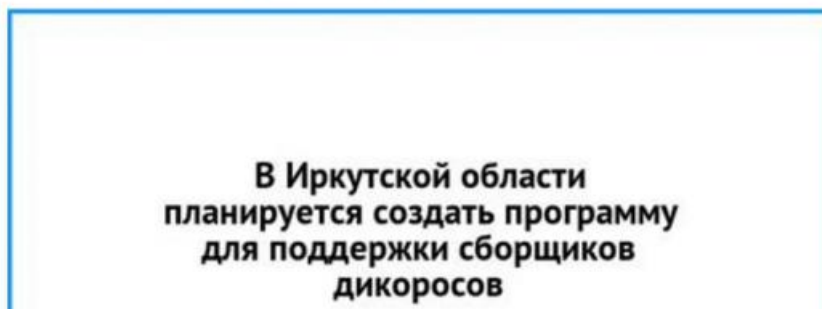 В Иркутской области
планируется создать программу
для поддержки сборщиков
дикоросов